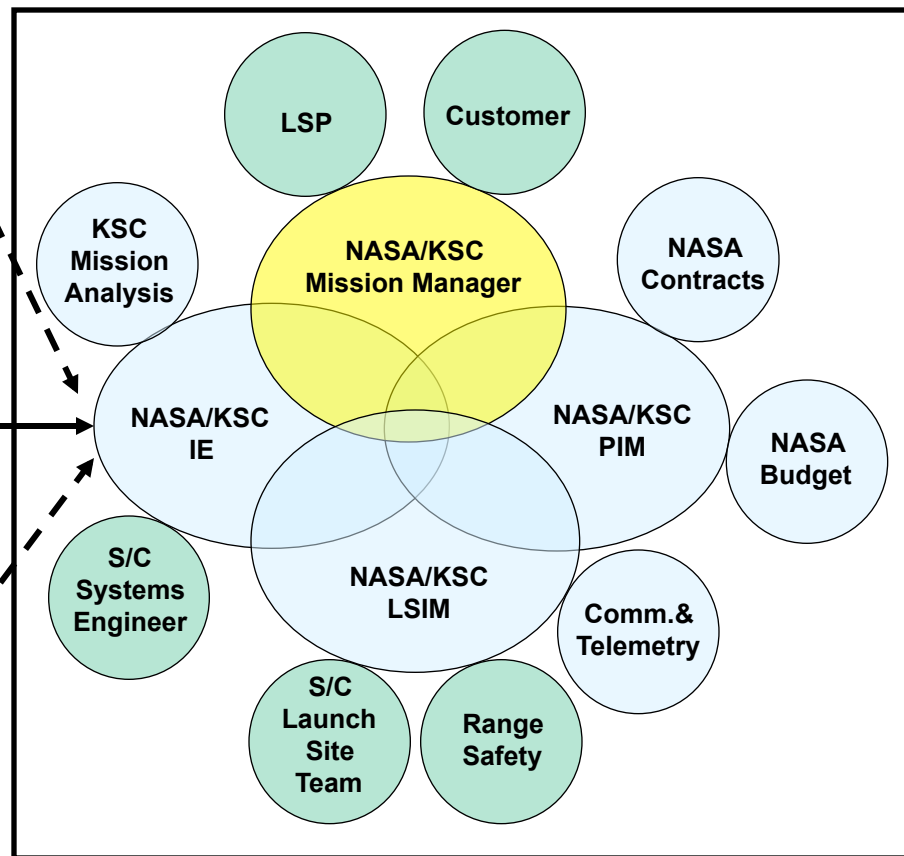 LSP
Customer
KSC
Mission
Analysis
NASA/KSC
Mission Manager
NASA
Contracts
NASA/KSC
IE
NASA/KSC
PIM
NASA
Budget
S/C
Systems
Engineer
NASA/KSC
LSIM
Comm.&
Telemetry
S/C
Launch
Site
Team
Range
Safety